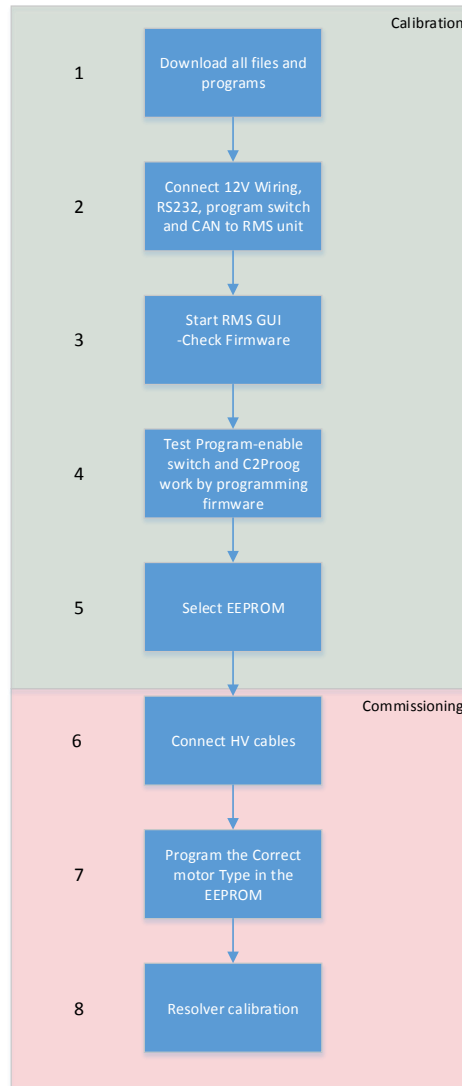 Calibration
1
Download all files and
programs
2
Connect 12V Wiring,
RS232, program switch
and CAN to RMS unit
3
Start RMS GUI
-Check Firmware
4
Test Program-enable
switch and C2Proog
work by programming
firmware
5
Select EEPROM
Commissioning
6
Connect HV cables
7
Program the Correct
motor Type in the
EEPROM
8
Resolver calibration